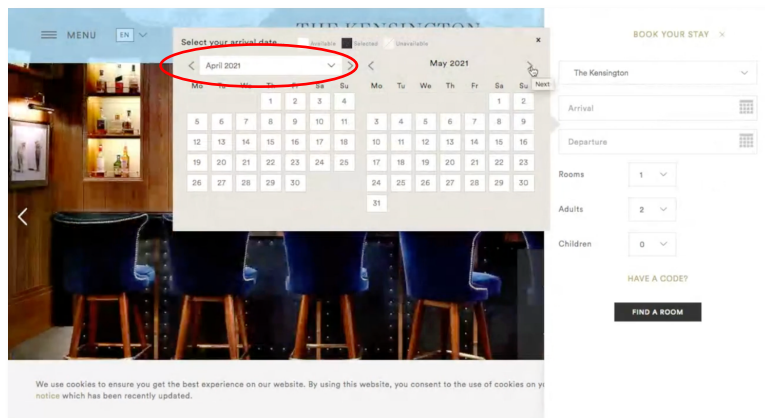 MENU
EN
THE KENSINGTON
BOOK YOUR STAY ×
Select your arrival date
Available
Selected
Unavailable
x
April 2021
May 2021
Next
Mo Tu We Th Fr Sa Su
1 2 3 4
5 6 7 8 9 10 11
12 13 14 15 16 17 18
19 20 21 22 23 24 25
26 27 28 29 30
Mo Tu We Th Fr Sa Su
1 2
3 4 5 6 7 8 9
10 11 12 13 14 15 16
17 18 19 20 21 22 23
24 25 26 27 28 29 30
31
The Kensington
Arrival
Departure
Rooms 1
Adults 2
Children 0
HAVE A CODE?
FIND A ROOM
We use cookies to ensure you get the best experience on our website. By using this website, you consent to the use of cookies on
notice which has been recently updated.